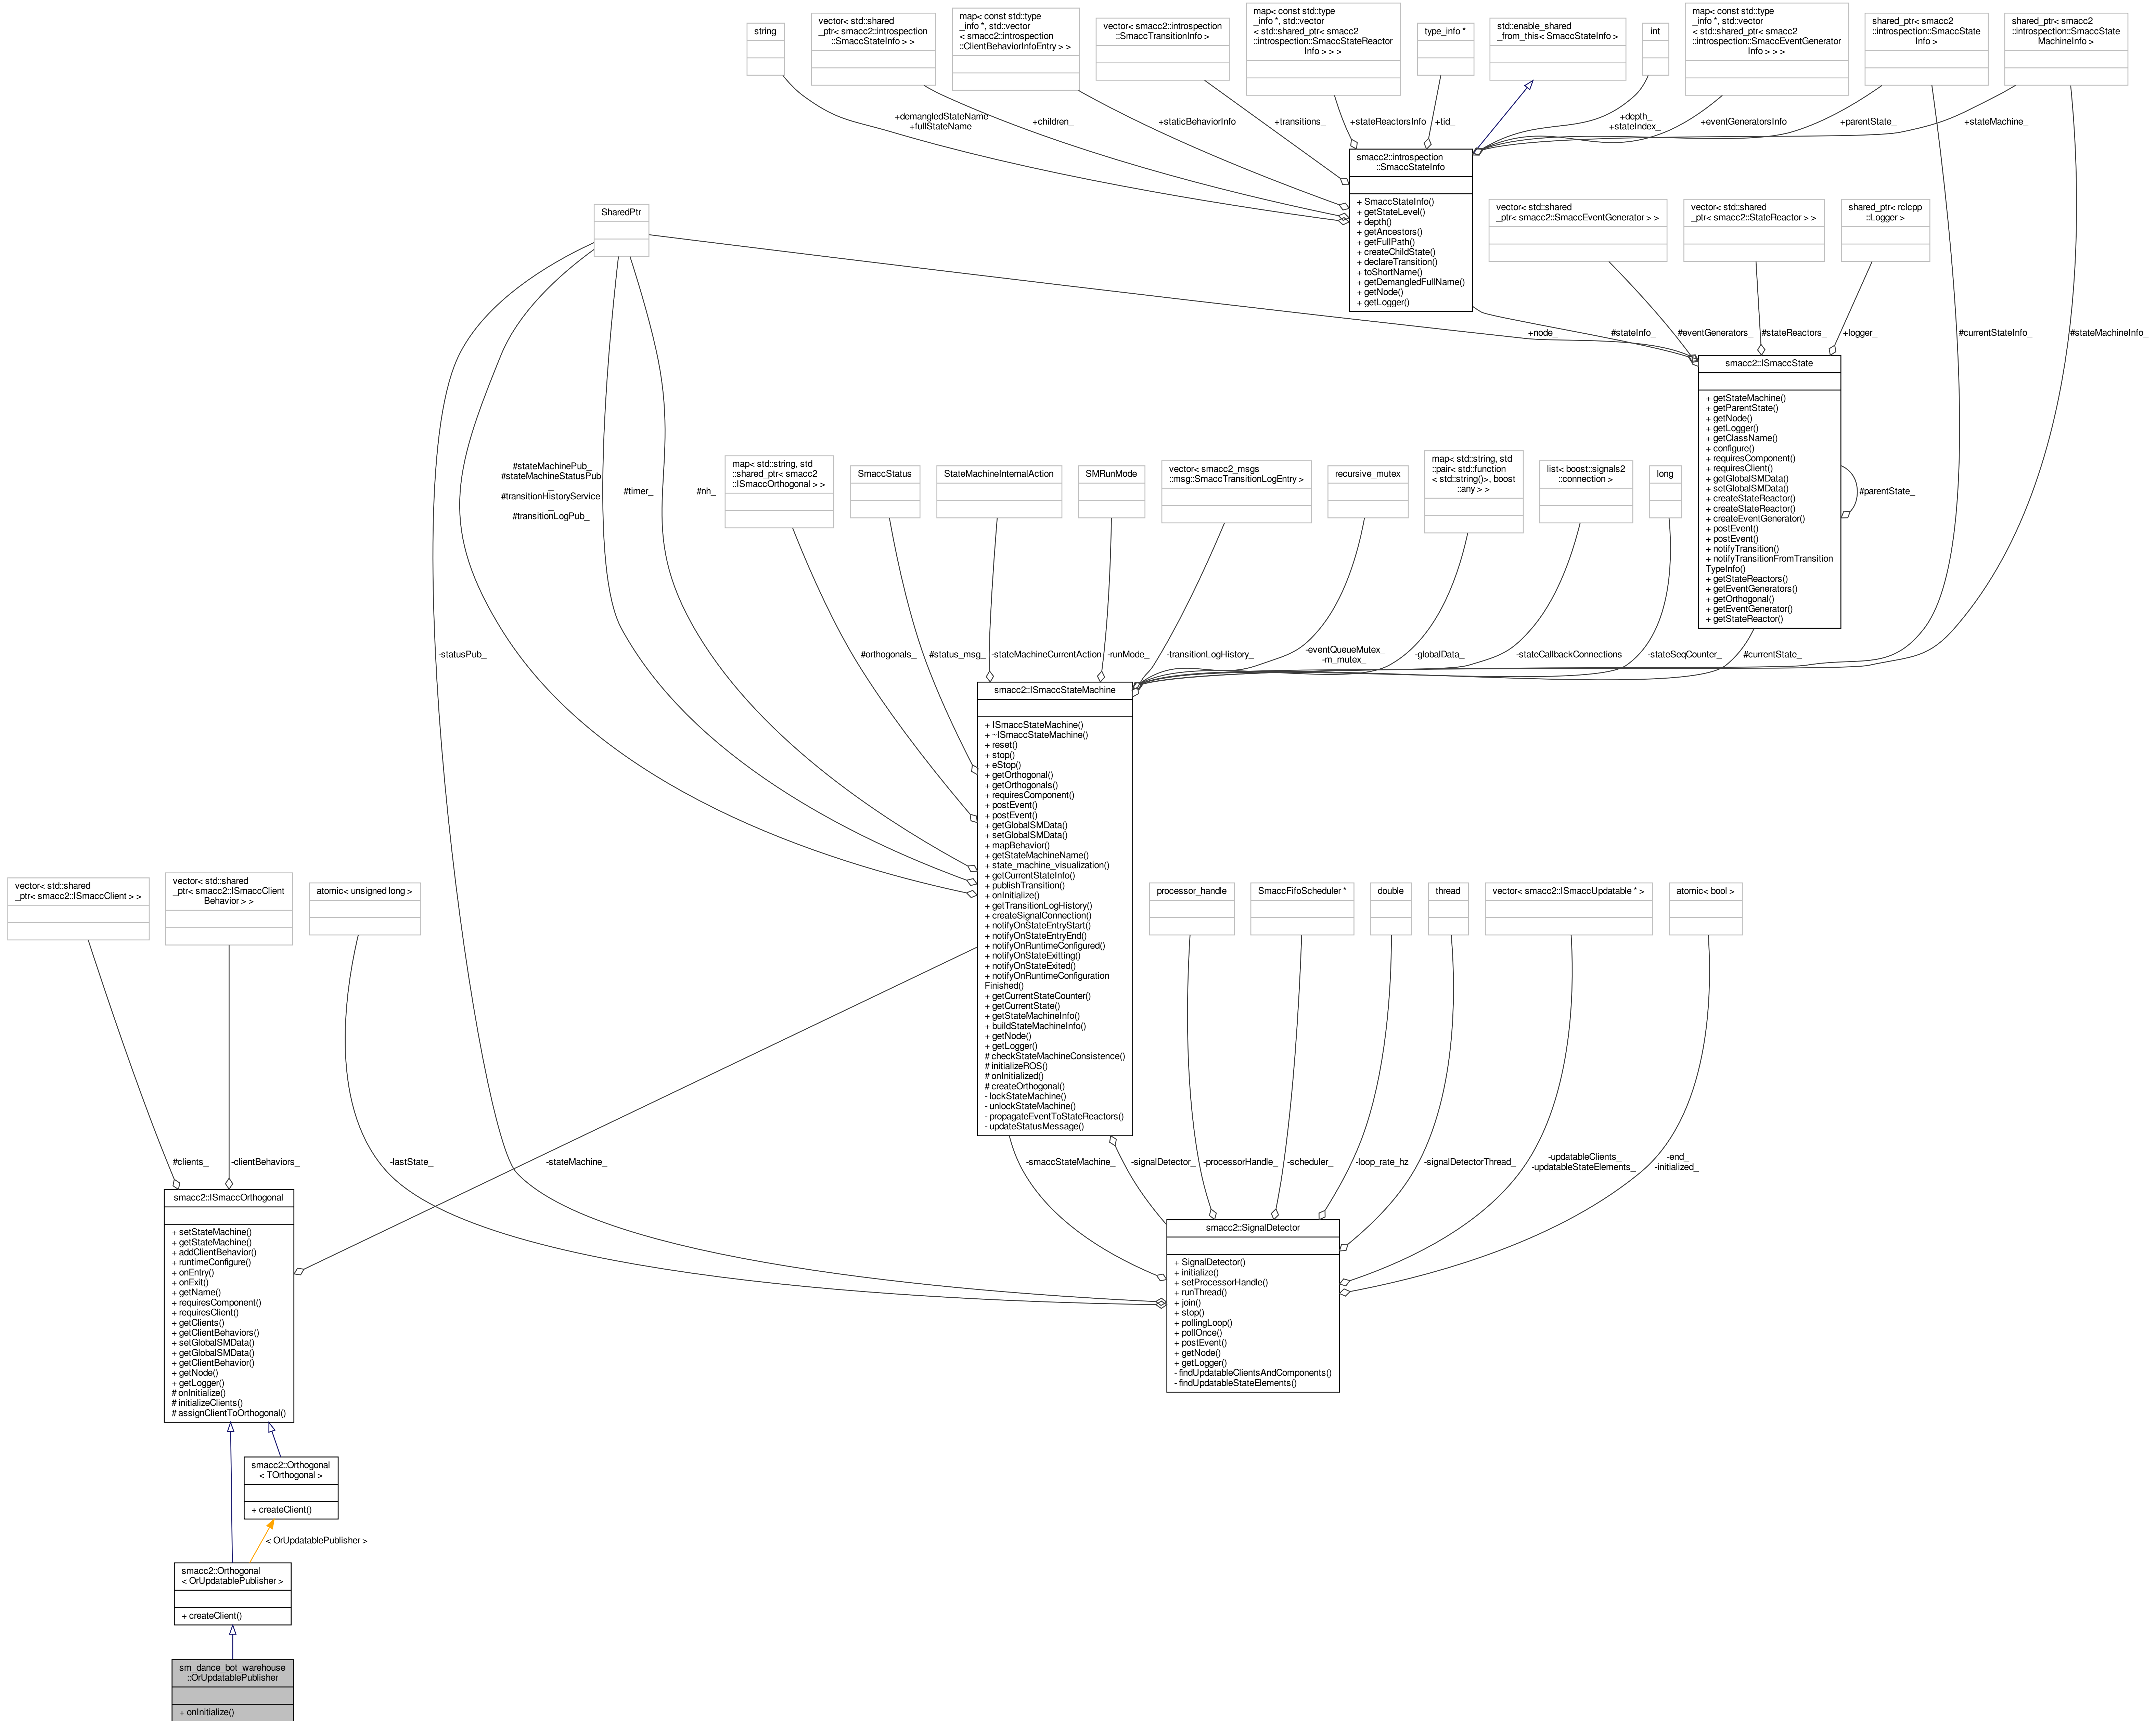 string
vector< std::shared
_ptr< smacc2::introspection
::SmaccStateInfo > >
map< const std::type
_info *, std::vector
< smacc2::introspection
::ClientBehaviorInfoEntry > >
vector< smacc2::introspection
::SmaccTransitionInfo >
map< const std::type
_info *, std::vector
< std::shared_ptr< smacc2
::introspection::SmaccStateReactor
Info > > >
type_info *
std::enable_shared
_from_this< SmaccStateInfo >
int
map< const std::type
_info *, std::vector
< std::shared_ptr< smacc2
::introspection::SmaccEventGenerator
Info > > >
shared_ptr< smacc2
::introspection::SmaccState
Info >
shared_ptr< smacc2
::introspection::SmaccState
MachineInfo >
+demangledStateName
+fullStateName
+children_
+staticBehaviorInfo
+transitions_
+stateReactorsInfo
+tid_
+depth_
+stateIndex_
+eventGeneratorsInfo
+parentState_
+stateMachine_
smacc2::introspection
::SmaccStateInfo
+ SmaccStateInfo()
+ getStateLevel()
+ depth()
+ getAncestors()
+ getFullPath()
+ createChildState()
+ declareTransition()
+ toShortName()
+ getDemangledFullName()
+ getNode()
+ getLogger()
SharedPtr
vector< std::shared
_ptr< smacc2::SmaccEventGenerator > >
vector< std::shared
_ptr< smacc2::StateReactor > >
shared_ptr< rclcpp
::Logger >
+node_
#stateInfo_
#eventGenerators_
#stateReactors_
+logger_
#currentStateInfo_
#stateMachineInfo_
smacc2::ISmaccState
+ getStateMachine()
+ getParentState()
+ getNode()
+ getLogger()
+ getClassName()
+ configure()
+ requiresComponent()
+ requiresClient()
+ getGlobalSMData()
+ setGlobalSMData()
+ createStateReactor()
+ createStateReactor()
+ createEventGenerator()
+ postEvent()
+ postEvent()
+ notifyTransition()
+ notifyTransitionFromTransition
TypeInfo()
+ getStateReactors()
+ getEventGenerators()
+ getOrthogonal()
+ getEventGenerator()
+ getStateReactor()
#parentState_
#stateMachinePub_
#stateMachineStatusPub
_
#transitionHistoryService
_
#transitionLogPub_
#timer_
#nh_
map< std::string, std
::shared_ptr< smacc2
::ISmaccOrthogonal > >
SmaccStatus
StateMachineInternalAction
SMRunMode
vector< smacc2_msgs
::msg::SmaccTransitionLogEntry >
recursive_mutex
map< std::string, std
::pair< std::function
< std::string()>, boost
::any > >
list< boost::signals2
::connection >
long
-statusPub_
#orthogonals_
#status_msg_
-stateMachineCurrentAction
-runMode_
-transitionLogHistory_
-eventQueueMutex_
-m_mutex_
-globalData_
-stateCallbackConnections
-stateSeqCounter_
#currentState_
smacc2::ISmaccStateMachine
+ ISmaccStateMachine()
+ ~ISmaccStateMachine()
+ reset()
+ stop()
+ eStop()
+ getOrthogonal()
+ getOrthogonals()
+ requiresComponent()
+ postEvent()
+ postEvent()
+ getGlobalSMData()
+ setGlobalSMData()
+ mapBehavior()
+ getStateMachineName()
+ state_machine_visualization()
+ getCurrentStateInfo()
+ publishTransition()
+ onInitialize()
+ getTransitionLogHistory()
+ createSignalConnection()
+ notifyOnStateEntryStart()
+ notifyOnStateEntryEnd()
+ notifyOnRuntimeConfigured()
+ notifyOnStateExitting()
+ notifyOnStateExited()
+ notifyOnRuntimeConfiguration
Finished()
+ getCurrentStateCounter()
+ getCurrentState()
+ getStateMachineInfo()
+ buildStateMachineInfo()
+ getNode()
+ getLogger()
# checkStateMachineConsistence()
# initializeROS()
# onInitialized()
# createOrthogonal()
- lockStateMachine()
- unlockStateMachine()
- propagateEventToStateReactors()
- updateStatusMessage()
vector< std::shared
_ptr< smacc2::ISmaccClient > >
vector< std::shared
_ptr< smacc2::ISmaccClient
Behavior > >
atomic< unsigned long >
processor_handle
SmaccFifoScheduler *
double
thread
vector< smacc2::ISmaccUpdatable * >
atomic< bool >
#clients_
-clientBehaviors_
-lastState_
-stateMachine_
-smaccStateMachine_
-signalDetector_
-processorHandle_
-scheduler_
-loop_rate_hz
-signalDetectorThread_
-updatableClients_
-updatableStateElements_
-end_
-initialized_
smacc2::ISmaccOrthogonal
+ setStateMachine()
+ getStateMachine()
+ addClientBehavior()
+ runtimeConfigure()
+ onEntry()
+ onExit()
+ getName()
+ requiresComponent()
+ requiresClient()
+ getClients()
+ getClientBehaviors()
+ setGlobalSMData()
+ getGlobalSMData()
+ getClientBehavior()
+ getNode()
+ getLogger()
# onInitialize()
# initializeClients()
# assignClientToOrthogonal()
smacc2::SignalDetector
+ SignalDetector()
+ initialize()
+ setProcessorHandle()
+ runThread()
+ join()
+ stop()
+ pollingLoop()
+ pollOnce()
+ postEvent()
+ getNode()
+ getLogger()
- findUpdatableClientsAndComponents()
- findUpdatableStateElements()
smacc2::Orthogonal
< TOrthogonal >
+ createClient()
< OrUpdatablePublisher >
smacc2::Orthogonal
< OrUpdatablePublisher >
+ createClient()
sm_dance_bot_warehouse
::OrUpdatablePublisher
+ onInitialize()